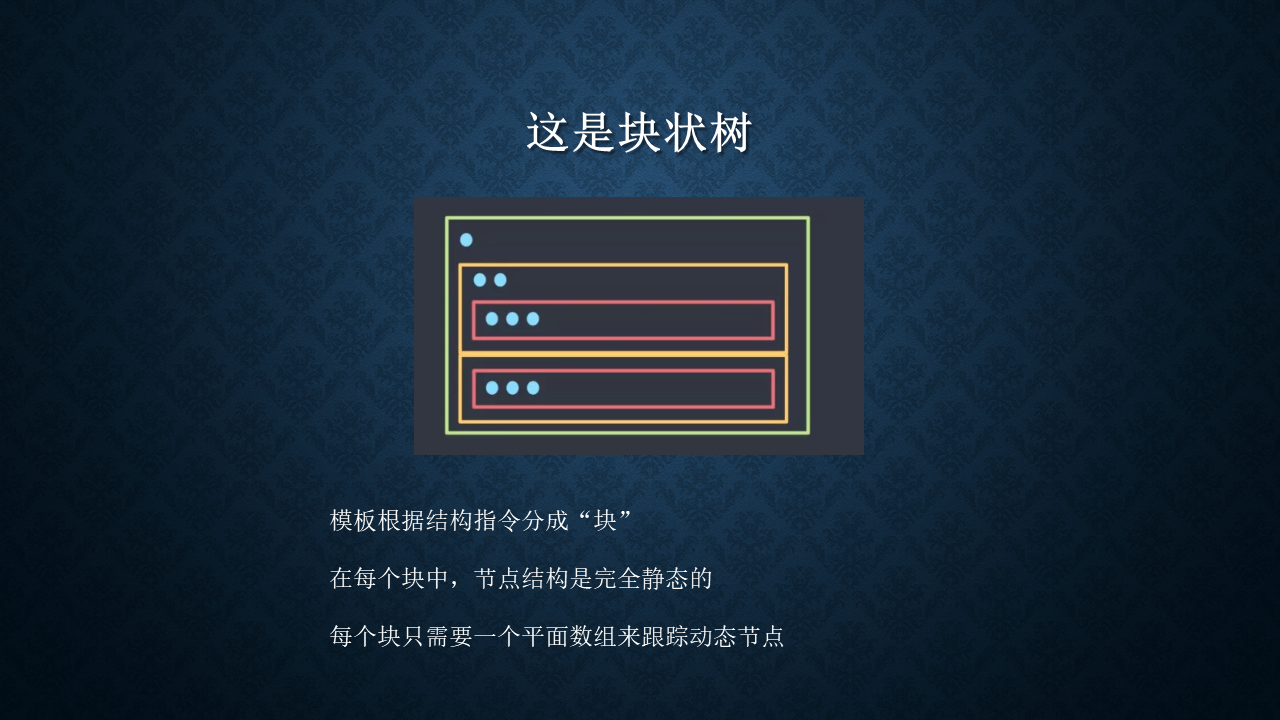 这是块状树
模板根据结构指令分成“块”
在每个块中，节点结构是完全静态的
每个块只需要一个平面数组来跟踪动态节点